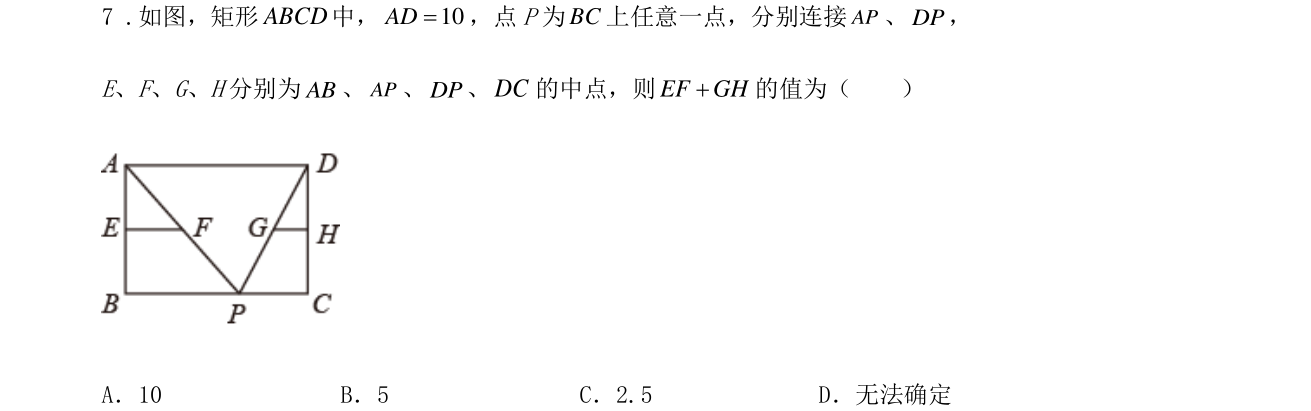 7 .如图，矩形ABCD中，AD=10，点P为BC上任意一点，分别连接AP、DP，
E、F、G、H分别为AB、AP、DP、DC的中点，则EF+GH的值为（　　）
A D
E F G H
B P C
A．10 B．5 C．2.5 D．无法确定